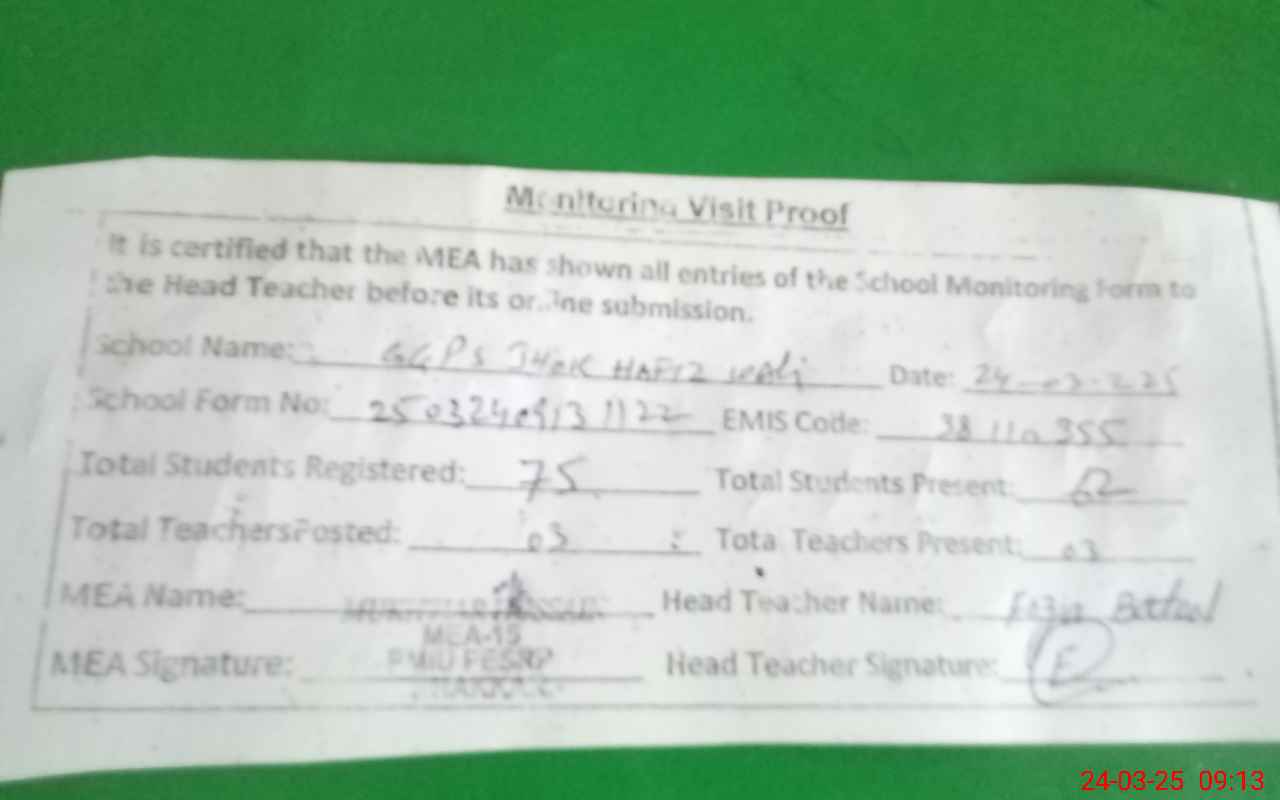 Monitoring Visit Proof
It is certified that the MEA has shown all entries of the School Monitoring Form to
the Head Teacher before its online submission.
School Name: GGPS JHOK HAFIZ WALI Date: 24-03-2025
School Form No: EMIS Code: 38110355
Total Students Registered: 75 Total Students Present: 62
Total Teachers Posted: 03 Total Teachers Present: 03
MEA Name: Head Teacher Name:
MEA-15
MEA Signature: PMIU PESRP Head Teacher Signature:
24-03-25 09:13